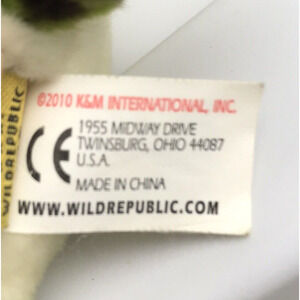 ©2010 K&M INTERNATIONAL, INC.
CE 1955 MIDWAY DRIVE
TWINSBURG, OHIO 44087
U.S.A.
MADE IN CHINA
WWW.WILDREPUBLIC.COM
WILDREPUBLIC